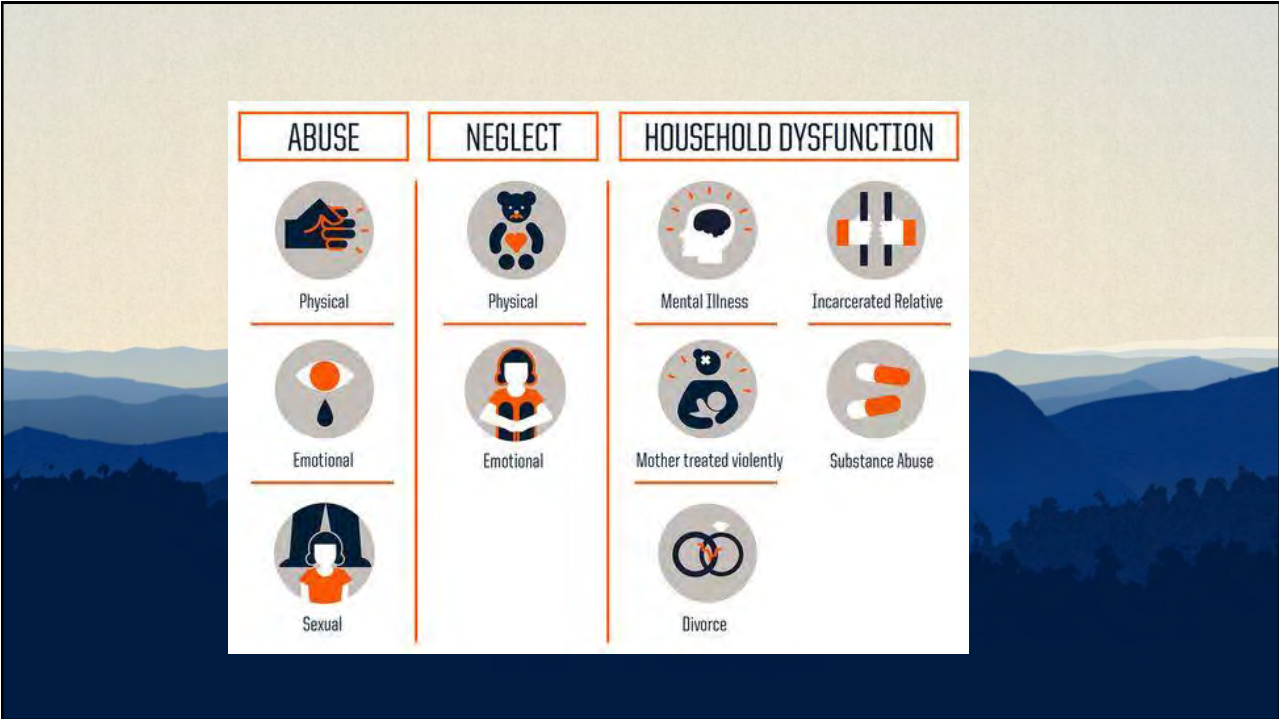 ABUSE
NEGLECT
HOUSEHOLD DYSFUNCTION
Physical
Physical
Mental Illness
Incarcerated Relative
Emotional
Emotional
Mother treated violently
Substance Abuse
Sexual
Divorce